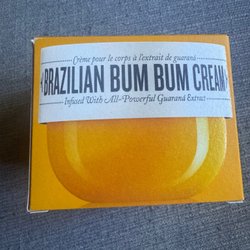 Crème pour le corps à l'extrait de guaraná
BRAZILIAN BUM BUM CREAM
Infused With All-Powerful Guaraná Extract